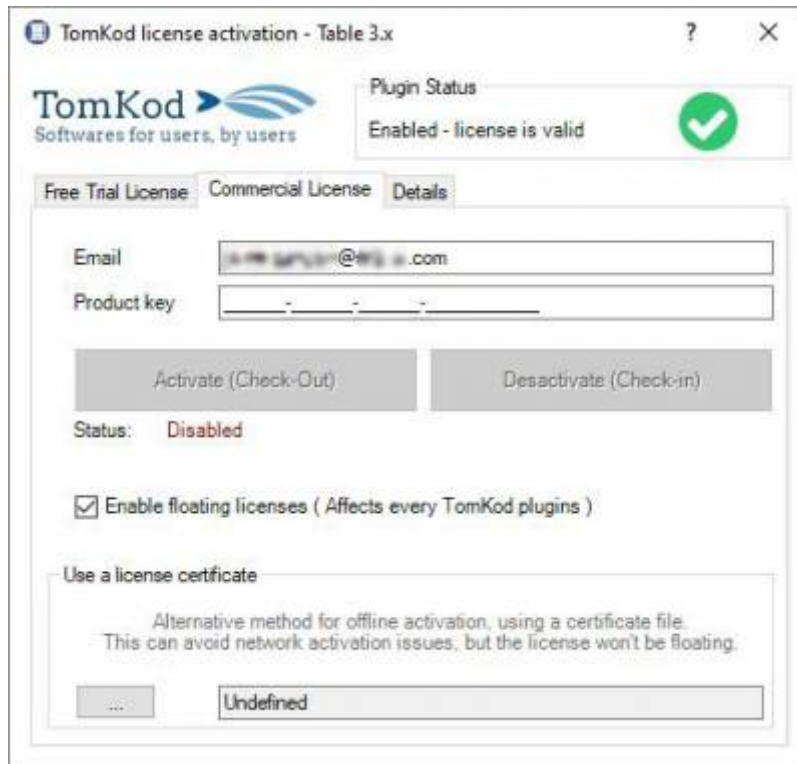 TomKod license activation - Table 3.x
?
TomKod
Softwares for users, by users
Plugin Status
Enabled - license is valid
Free Trial License
Commercial License
Details
Email
@
.com
Product key
Activate (Check-Out)
Desactivate (Check-in)
Status: Disabled
Enable floating licenses ( Affects every TomKod plugins )
Use a license certificate
Alternative method for offline activation, using a certificate file.
This can avoid network activation issues, but the license won't be floating.
...
Undefined